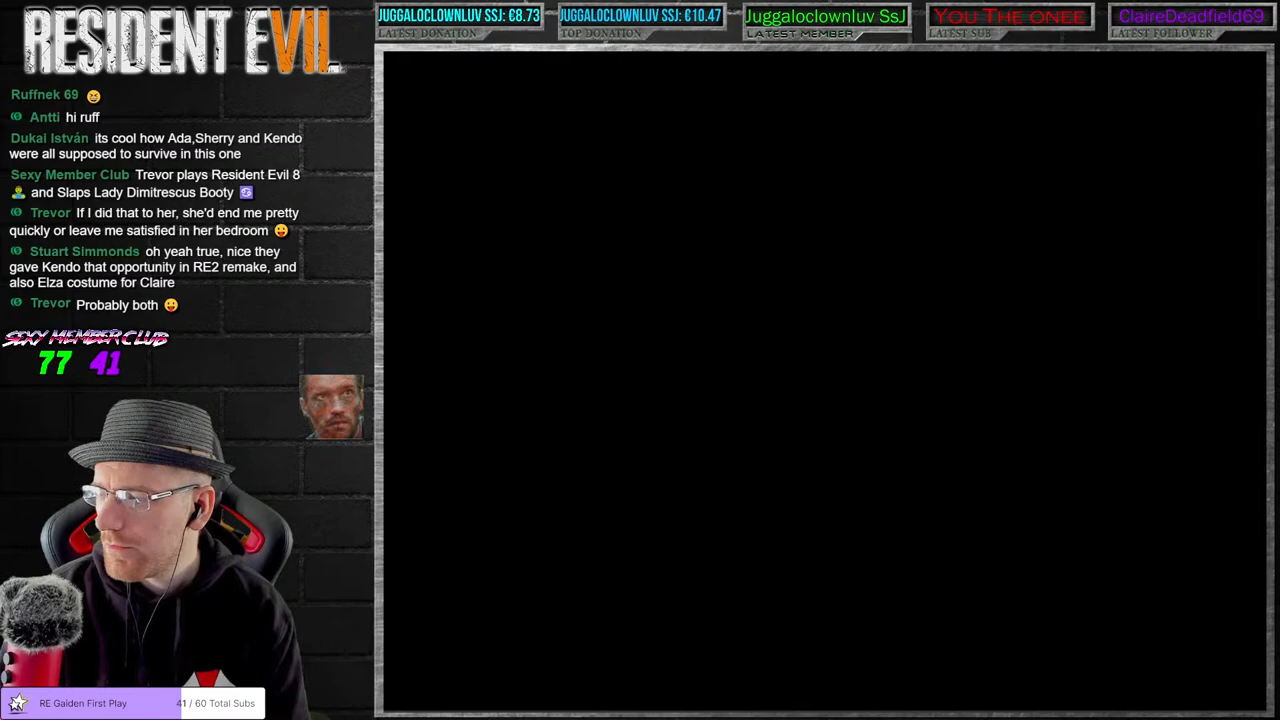 RESIDENT EVIL
JUGGALOCLOWNLUV SSJ: €8.73
LATEST DONATION
JUGGALOCLOWNLUV SSJ: €10.47
TOP DONATION
Juggaloclownluv SsJ
LATEST MEMBER
You The onee
LATEST SUB
ClaireDeadfield69
LATEST FOLLOWER
Ruffnek 69
Antti hi ruff
Dukai István its cool how Ada,Sherry and Kendo
were all supposed to survive in this one
Sexy Member Club Trevor plays Resident Evil 8
and Slaps Lady Dimitrescus Booty
Trevor If I did that to her, she'd end me pretty
quickly or leave me satisfied in her bedroom
Stuart Simmonds oh yeah true, nice they
gave Kendo that opportunity in RE2 remake, and
also Elza costume for Claire
Trevor Probably both
SEXY MEMBER CLUB
77 41
RE Gaiden First Play 41 / 60 Total Subs